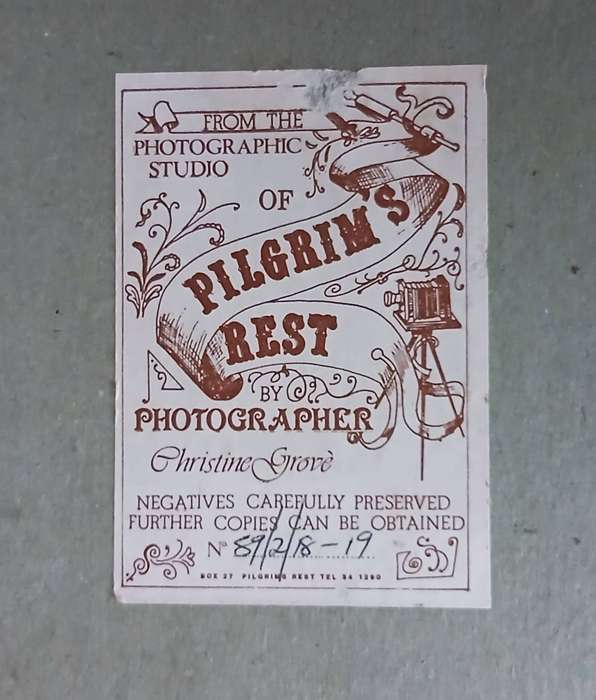 FROM THE
PHOTOGRAPHIC
STUDIO
OF
PILGRIM'S
REST
BY
PHOTOGRAPHER
Christine Grovè
NEGATIVES CAREFULLY PRESERVED
FURTHER COPIES CAN BE OBTAINED
Nº 89/2/18-19
BOX 27 PILGRIMS REST TEL 94 1290